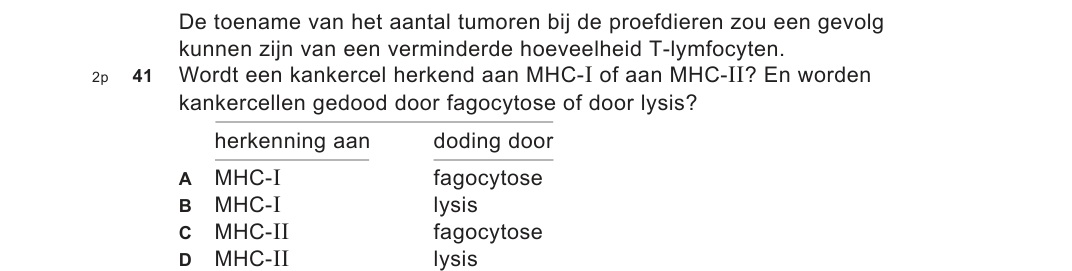 De toename van het aantal tumoren bij de proefdieren zou een gevolg
kunnen zijn van een verminderde hoeveelheid T-lymfocyten.
2p 41 Wordt een kankercel herkend aan MHC-I of aan MHC-II? En worden
kankercellen gedood door fagocytose of door lysis?
herkenning aan doding door
A MHC-I fagocytose
B MHC-I lysis
C MHC-II fagocytose
D MHC-II lysis